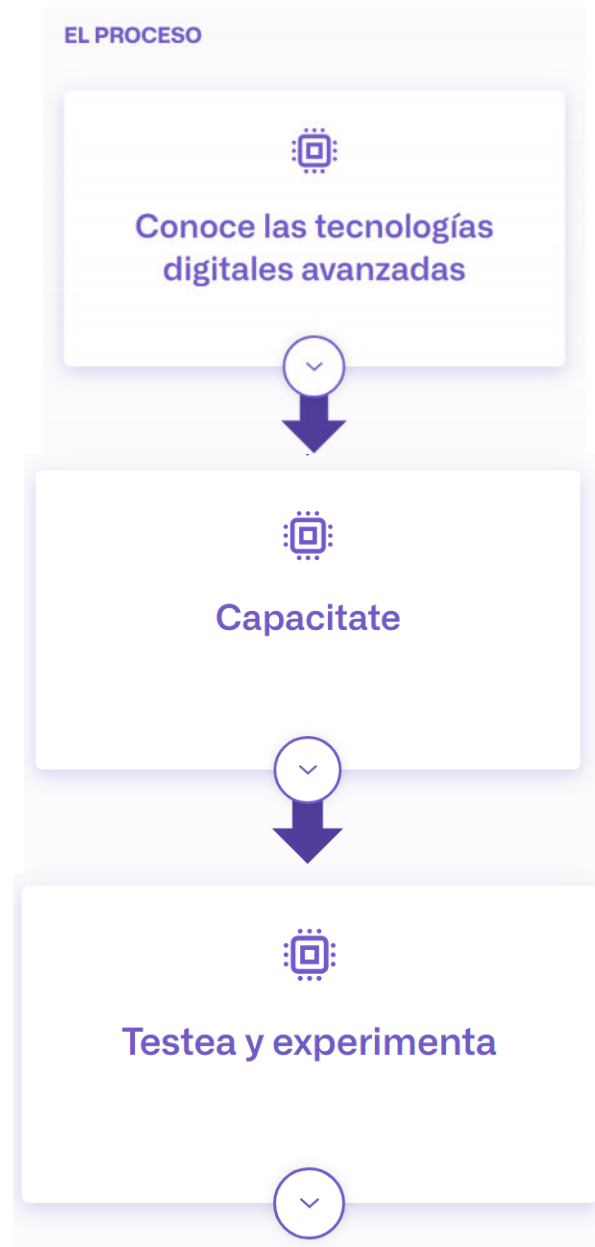 EL PROCESO
Conoce las tecnologías
digitales avanzadas
Capacitate
Testea y experimenta